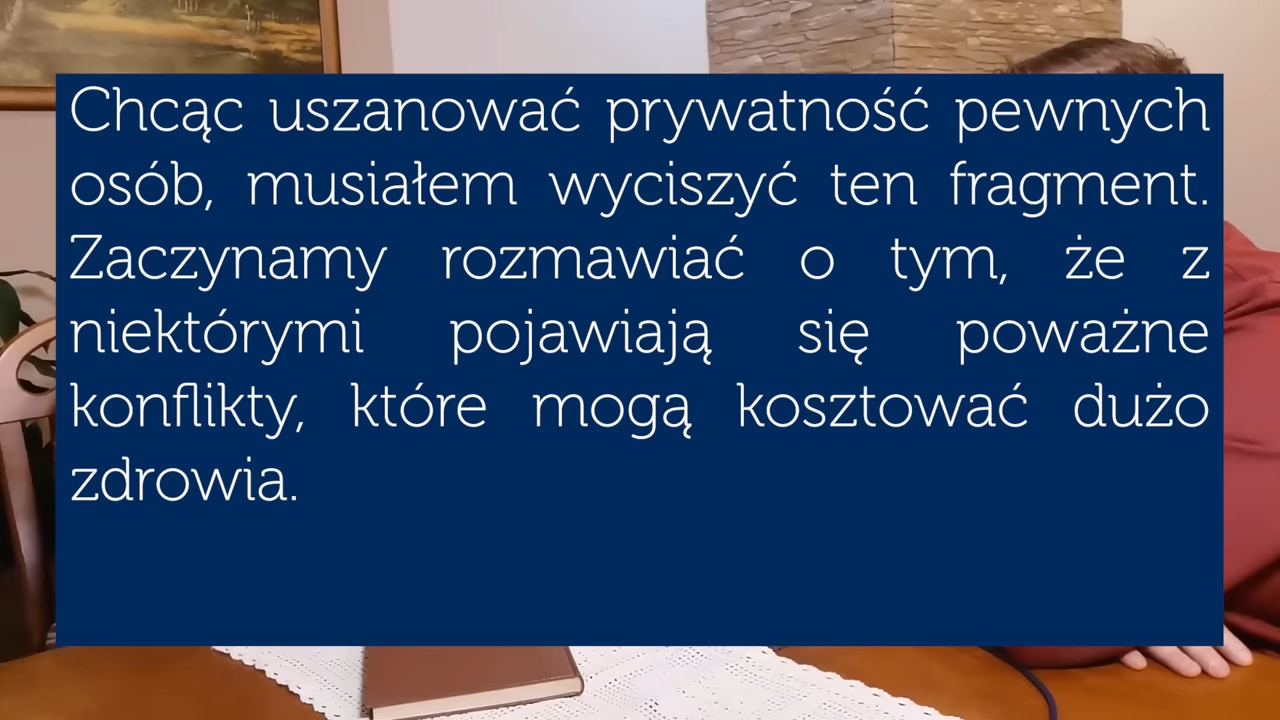 Chcąc uszanować prywatność pewnych
osób, musiałem wyciszyć ten fragment.
Zaczynamy rozmawiać o tym, że z
niektórymi pojawiają się poważne
konflikty, które mogą kosztować dużo
zdrowia.